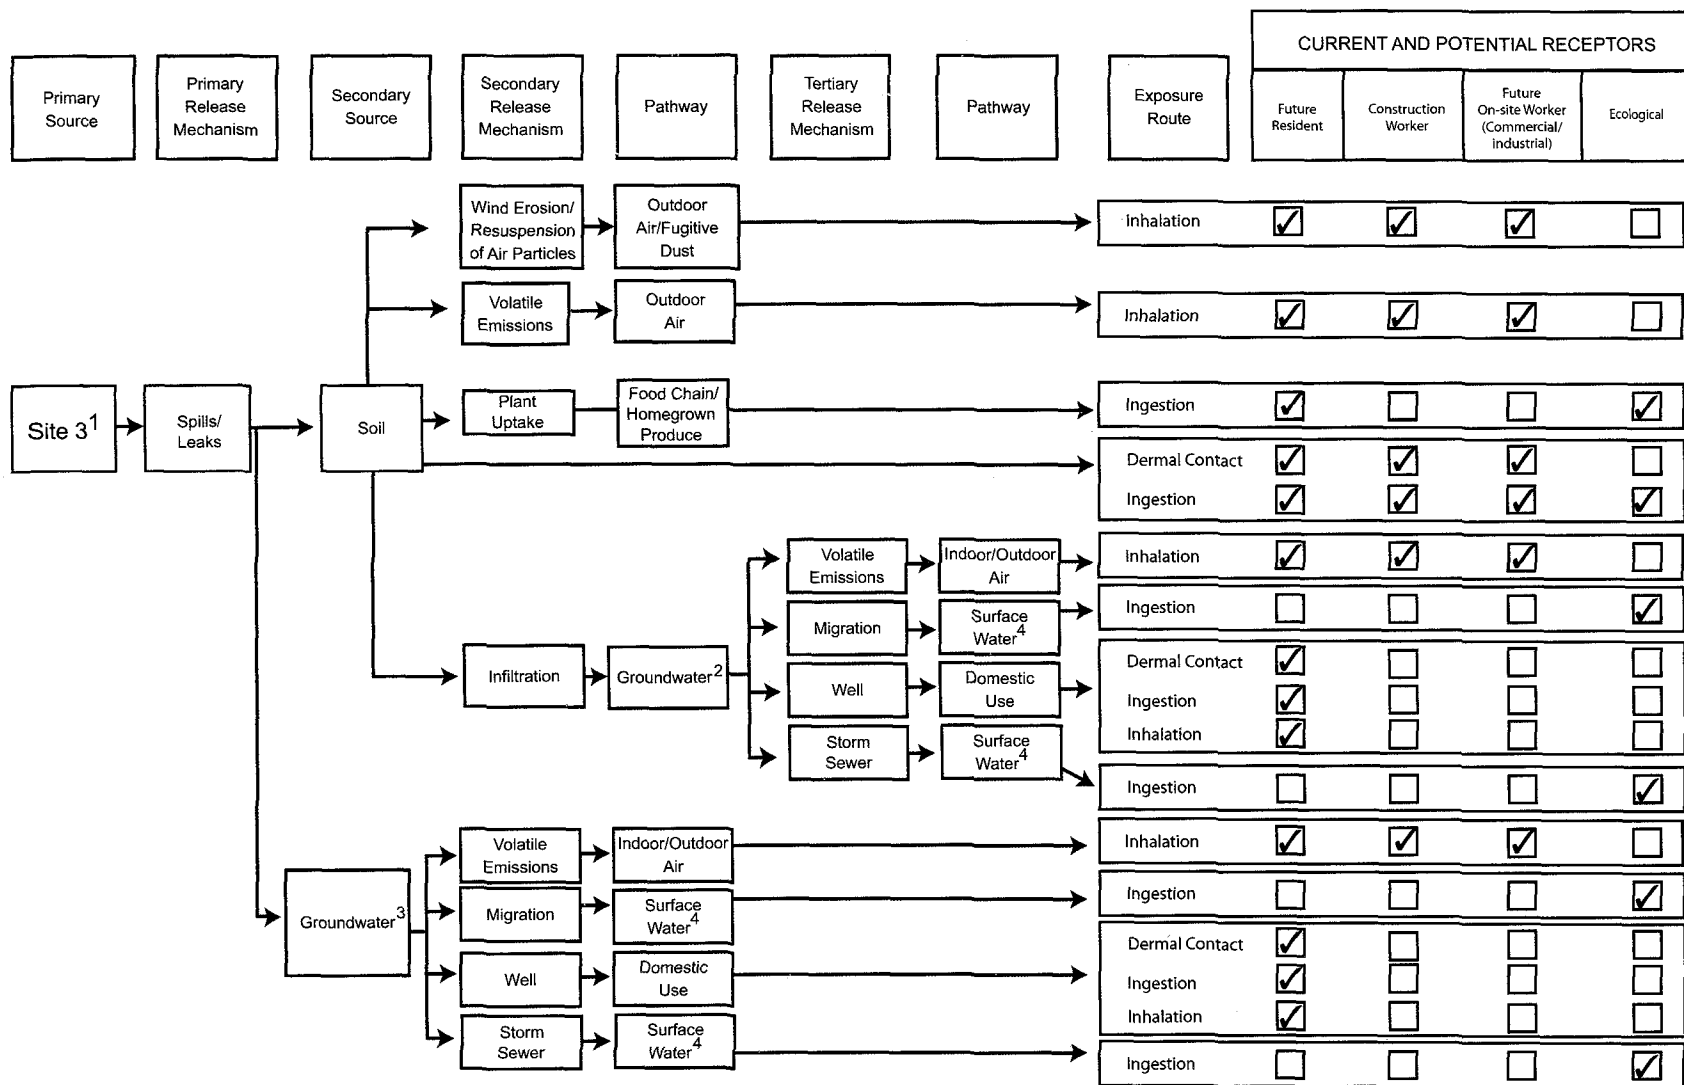 CURRENT AND POTENTIAL RECEPTORS
Primary
Source
Primary
Release
Mechanism
Secondary
Source
Secondary
Release
Mechanism
Pathway
Tertiary
Release
Mechanism
Pathway
Exposure
Route
Future
Resident
Construction
Worker
Future
On-site Worker
(Commercial/
industrial)
Ecological
Wind Erosion/
Resuspension
of Air Particles
Outdoor
Air/Fugitive
Dust
Inhalation
Volatile
Emissions
Outdoor
Air
Inhalation
Site 3¹
Spills/
Leaks
Soil
Plant
Uptake
Food Chain/
Homegrown
Produce
Ingestion
Dermal Contact
Ingestion
Infiltration
Groundwater²
Volatile
Emissions
Indoor/Outdoor
Air
Inhalation
Migration
Surface
Water⁴
Ingestion
Well
Domestic
Use
Dermal Contact
Ingestion
Inhalation
Storm
Sewer
Surface
Water⁴
Ingestion
Groundwater³
Volatile
Emissions
Indoor/Outdoor
Air
Inhalation
Migration
Surface
Water⁴
Ingestion
Well
Domestic
Use
Dermal Contact
Ingestion
Inhalation
Storm
Sewer
Surface
Water⁴
Ingestion